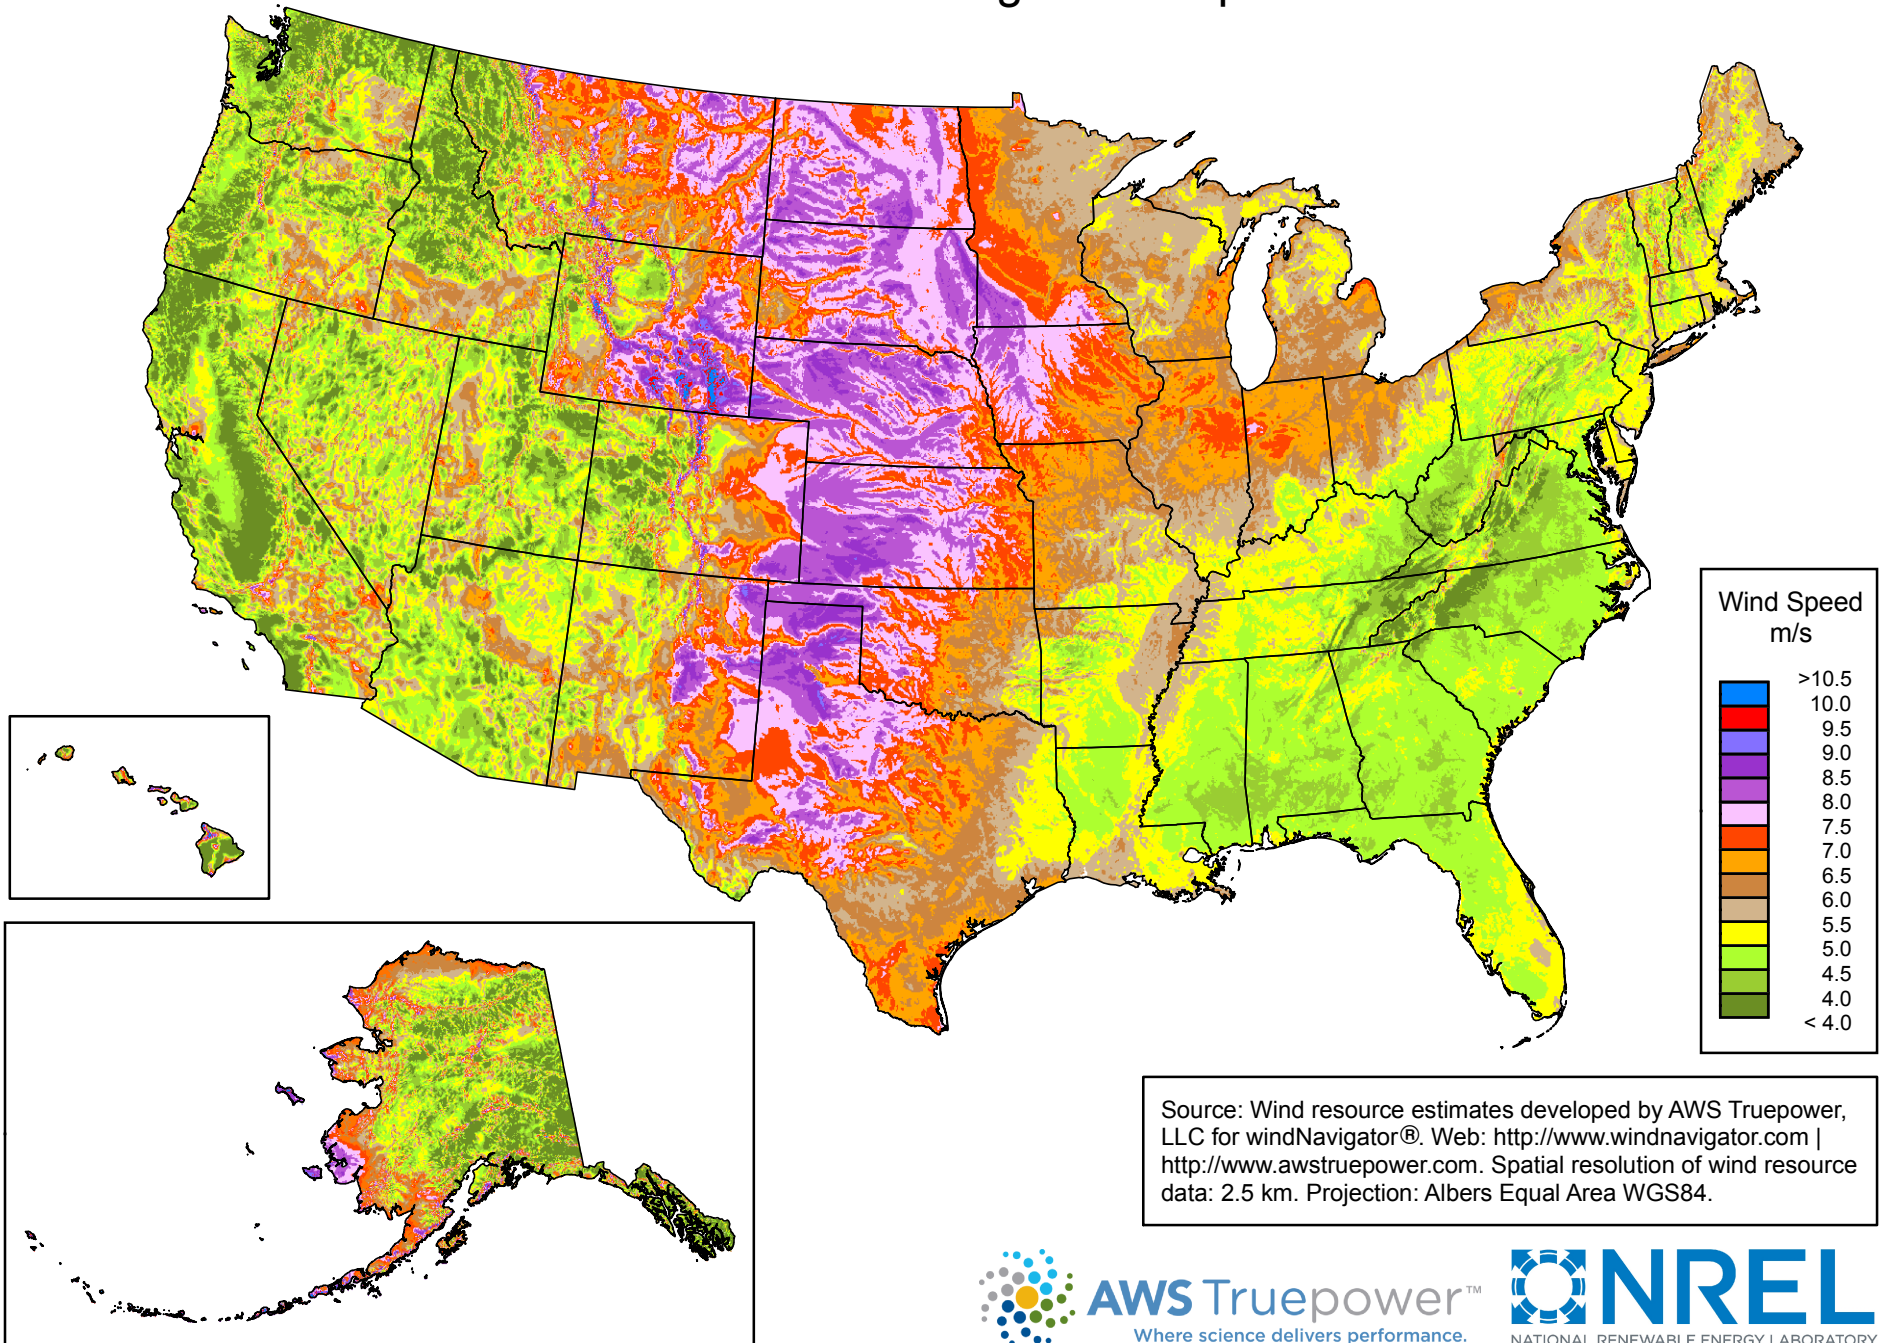 Wind Speed
m/s
>10.5
10.0
9.5
9.0
8.5
8.0
7.5
7.0
6.5
6.0
5.5
5.0
4.5
4.0
< 4.0
Source: Wind resource estimates developed by AWS Truepower,
LLC for windNavigator®. Web: http://www.windnavigator.com |
http://www.awstruepower.com. Spatial resolution of wind resource
data: 2.5 km. Projection: Albers Equal Area WGS84.
AWS Truepower™
Where science delivers performance.
NREL
NATIONAL RENEWABLE ENERGY LABORATORY